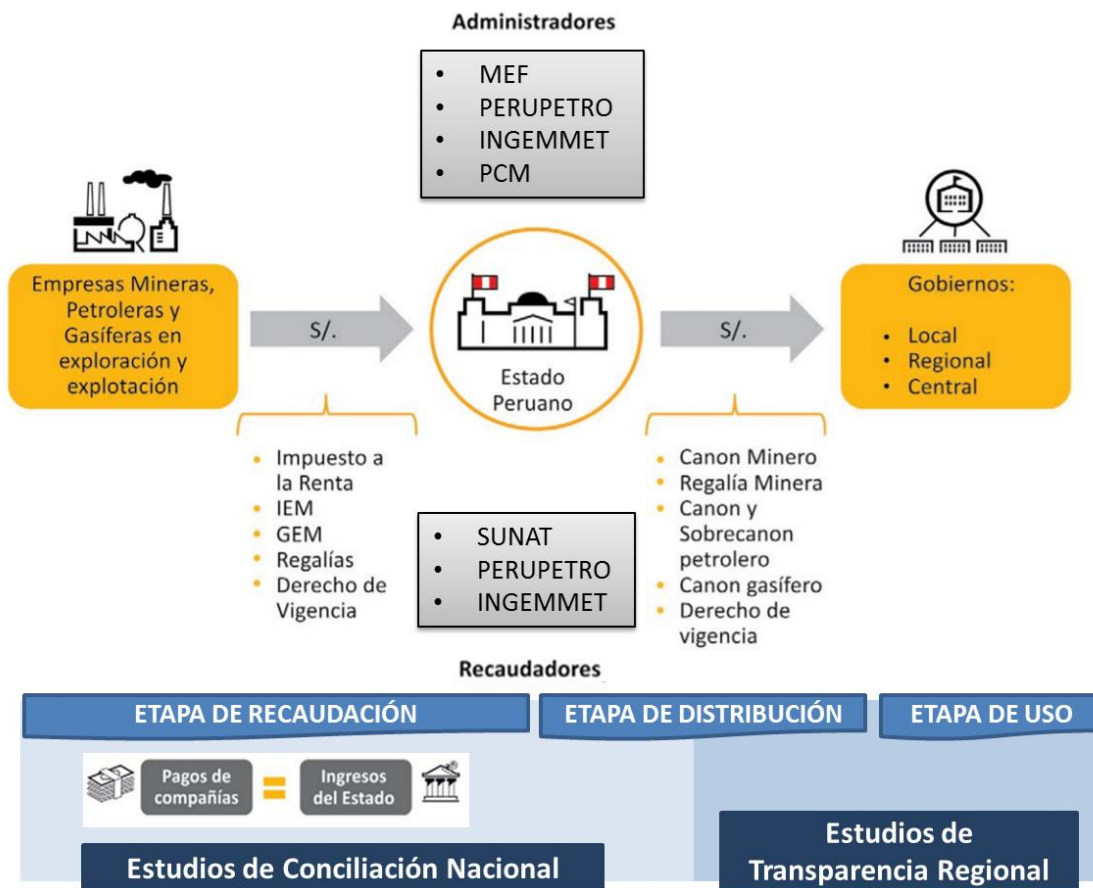 Administradores
• MEF
• PERUPETRO
• INGEMMET
• PCM
Empresas Mineras,
Petroleras y
Gasíferas en
exploración y
explotación
S/.
Estado
Peruano
S/.
Gobiernos:
• Local
• Regional
• Central
• Impuesto a
la Renta
• IEM
• GEM
• Regalías
• Derecho de
Vigencia
• SUNAT
• PERUPETRO
• INGEMMET
• Canon Minero
• Regalía Minera
• Canon y
Sobrecanon
petrolero
• Canon gasífero
• Derecho de
vigencia
Recaudadores
ETAPA DE RECAUDACIÓN
ETAPA DE DISTRIBUCIÓN
ETAPA DE USO
Pagos de
compañías
=
Ingresos
del Estado
Estudios de Conciliación Nacional
Estudios de
Transparencia Regional